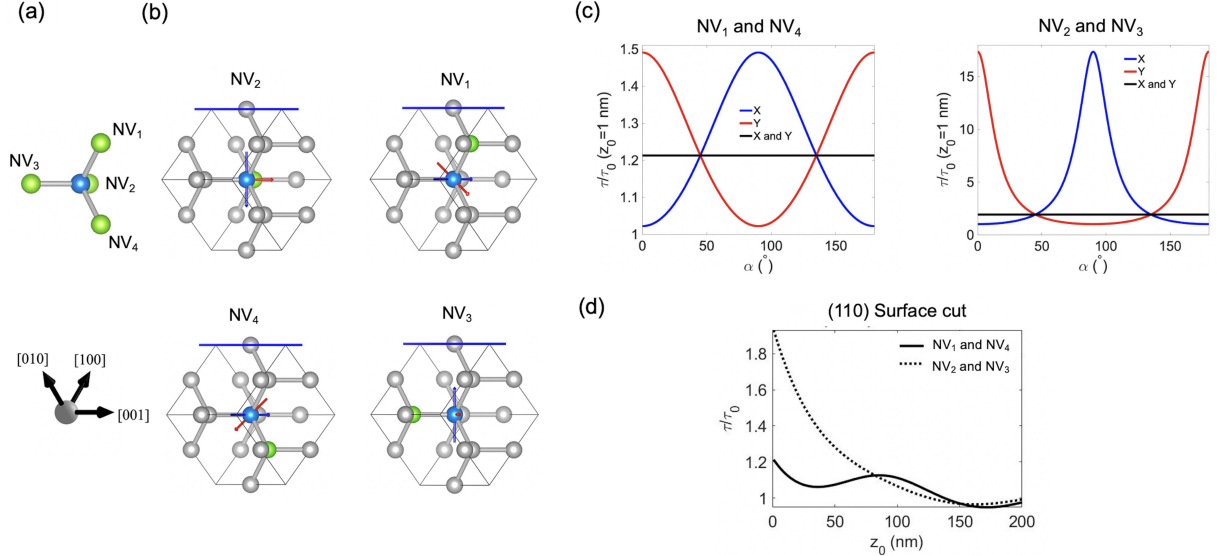 (a)
(b)
(c)
NV1
NV3
NV2
NV4
[010]
[100]
[001]
NV2
NV1
NV4
NV3
NV1 and NV4
τ/τ0 (z0=1 nm)
1.5
1.4
1.3
1.2
1.1
1
X
Y
X and Y
0
50
100
150
α (°)
NV2 and NV3
τ/τ0 (z0=1 nm)
15
10
5
0
X
Y
X and Y
0
50
100
150
α (°)
(d)
(110) Surface cut
τ/τ0
1.8
1.6
1.4
1.2
1
NV1 and NV4
NV2 and NV3
0
50
100
150
200
z0 (nm)